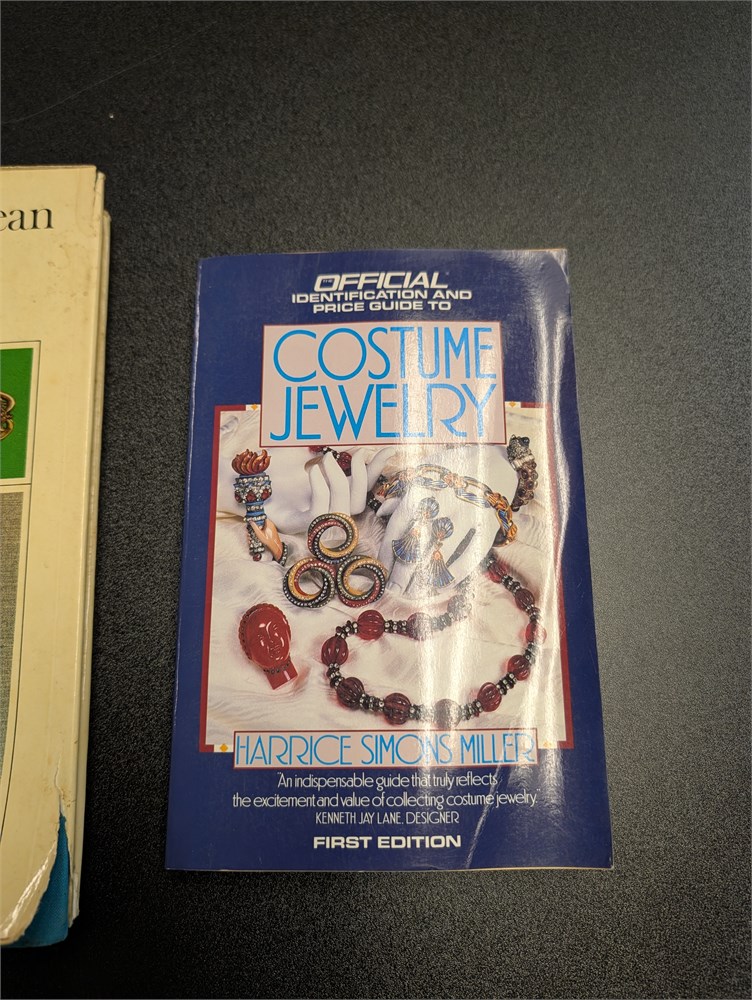 ean
THE OFFICIAL®
IDENTIFICATION AND
PRICE GUIDE TO
COSTUME
JEWELRY
HARRICE SIMONS MILLER
"An indispensable guide that truly reflects
the excitement and value of collecting costume jewelry."
KENNETH JAY LANE, DESIGNER
FIRST EDITION